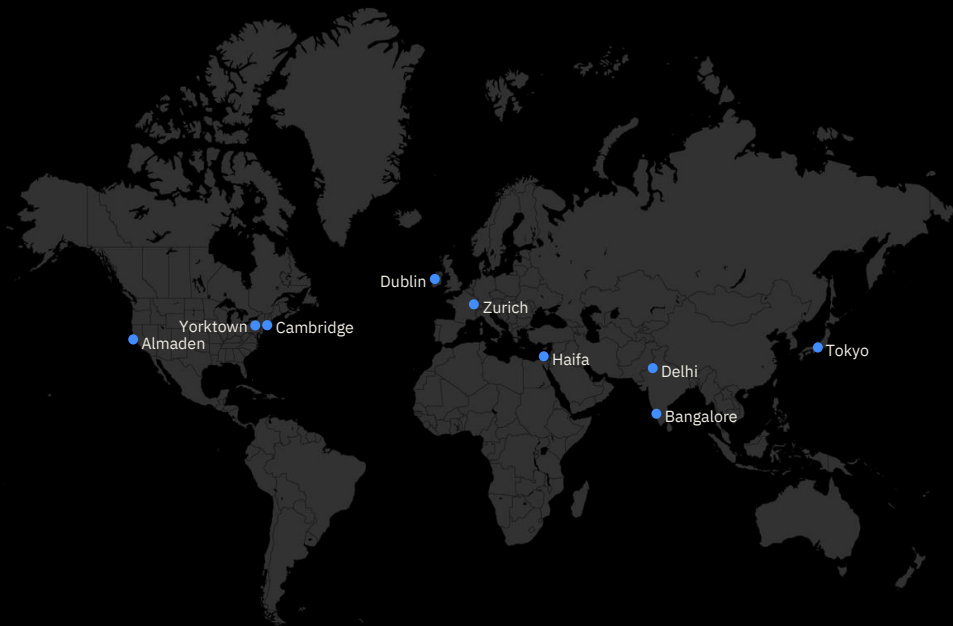 Dublin
Zurich
Yorktown
Cambridge
Almaden
Tokyo
Haifa
Delhi
Bangalore